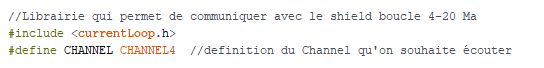 //Librairie qui permet de communiquer avec le shield boucle 4-20 Ma
#include <currentLoop.h>
#define CHANNEL CHANNEL4  //definition du Channel qu'on souhaite écouter